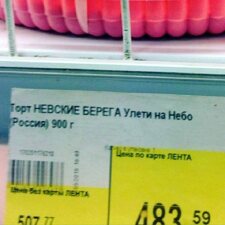 Торт НЕВСКИЕ БЕРЕГА Улети на Небо
(Россия) 900 г
Цена по карте ЛЕНТА
Цена без карты ЛЕНТА
507 77
483 59